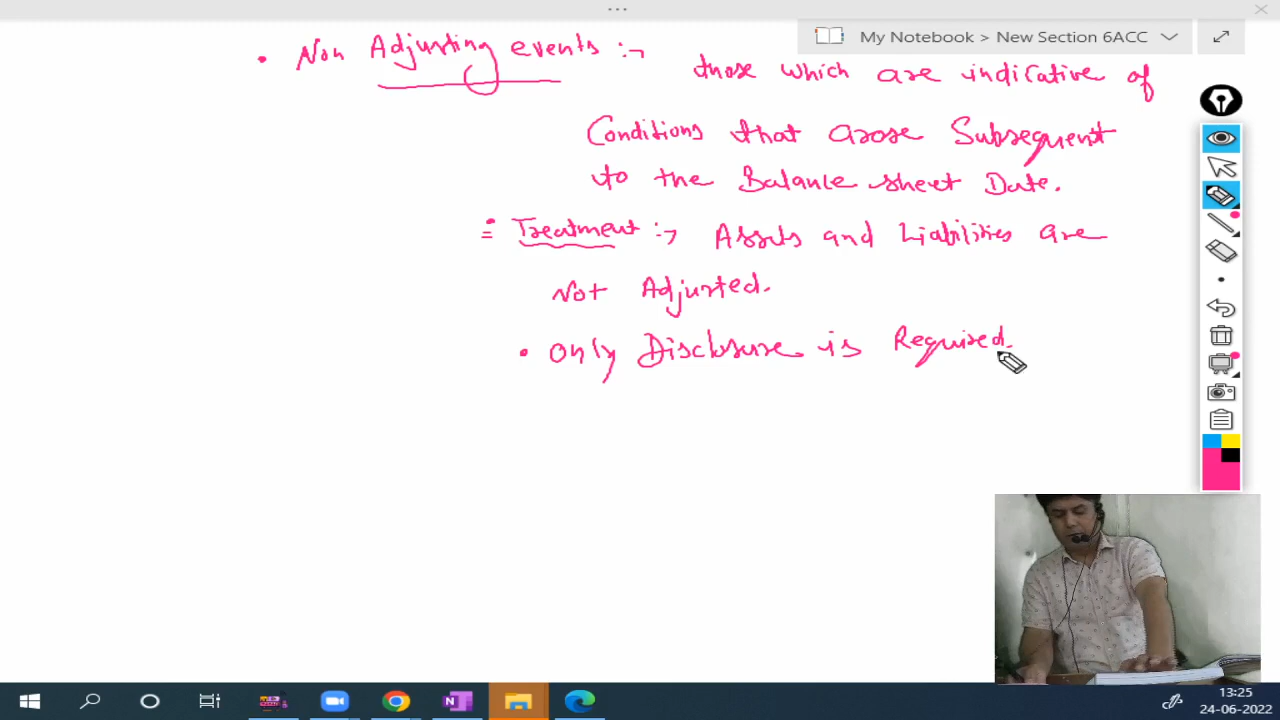 My Notebook > New Section 6ACC
• Non Adjusting events :-
those which are indicative of
Conditions that arose Subsequent
to the Balance sheet Date.
Treatment :- Assets and Liabilities are
Not Adjusted.
• only Disclosure is Required.
13:25
24-06-2022